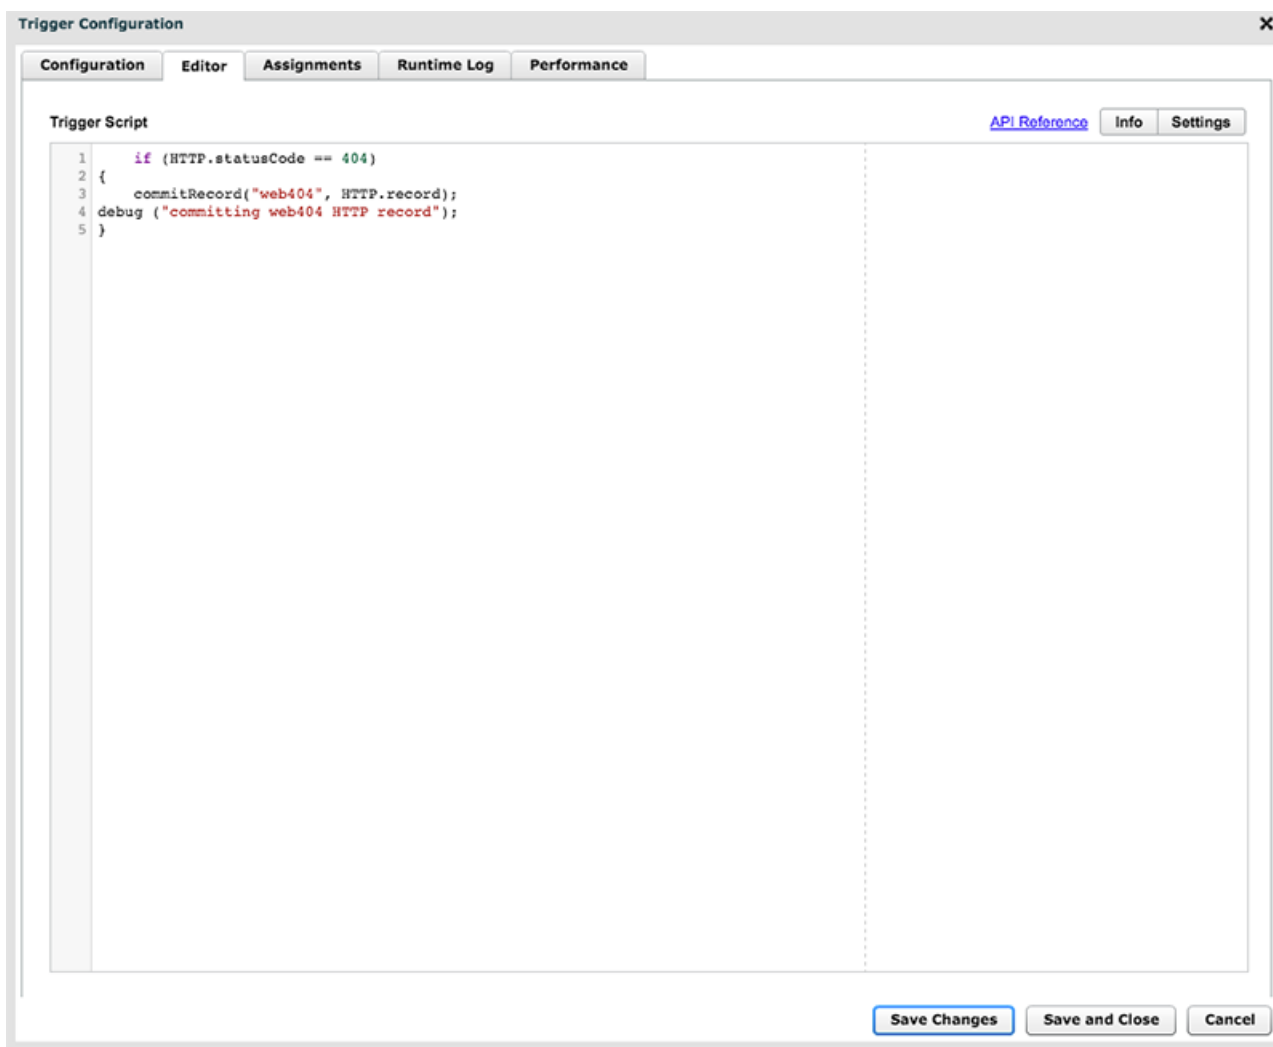 Trigger Configuration
Configuration Editor Assignments Runtime Log Performance
Trigger Script API Reference Info Settings
1 if (HTTP.statusCode == 404)
2 {
3 commitRecord("web404", HTTP.record);
4 debug ("committing web404 HTTP record");
5 }
Save Changes Save and Close Cancel